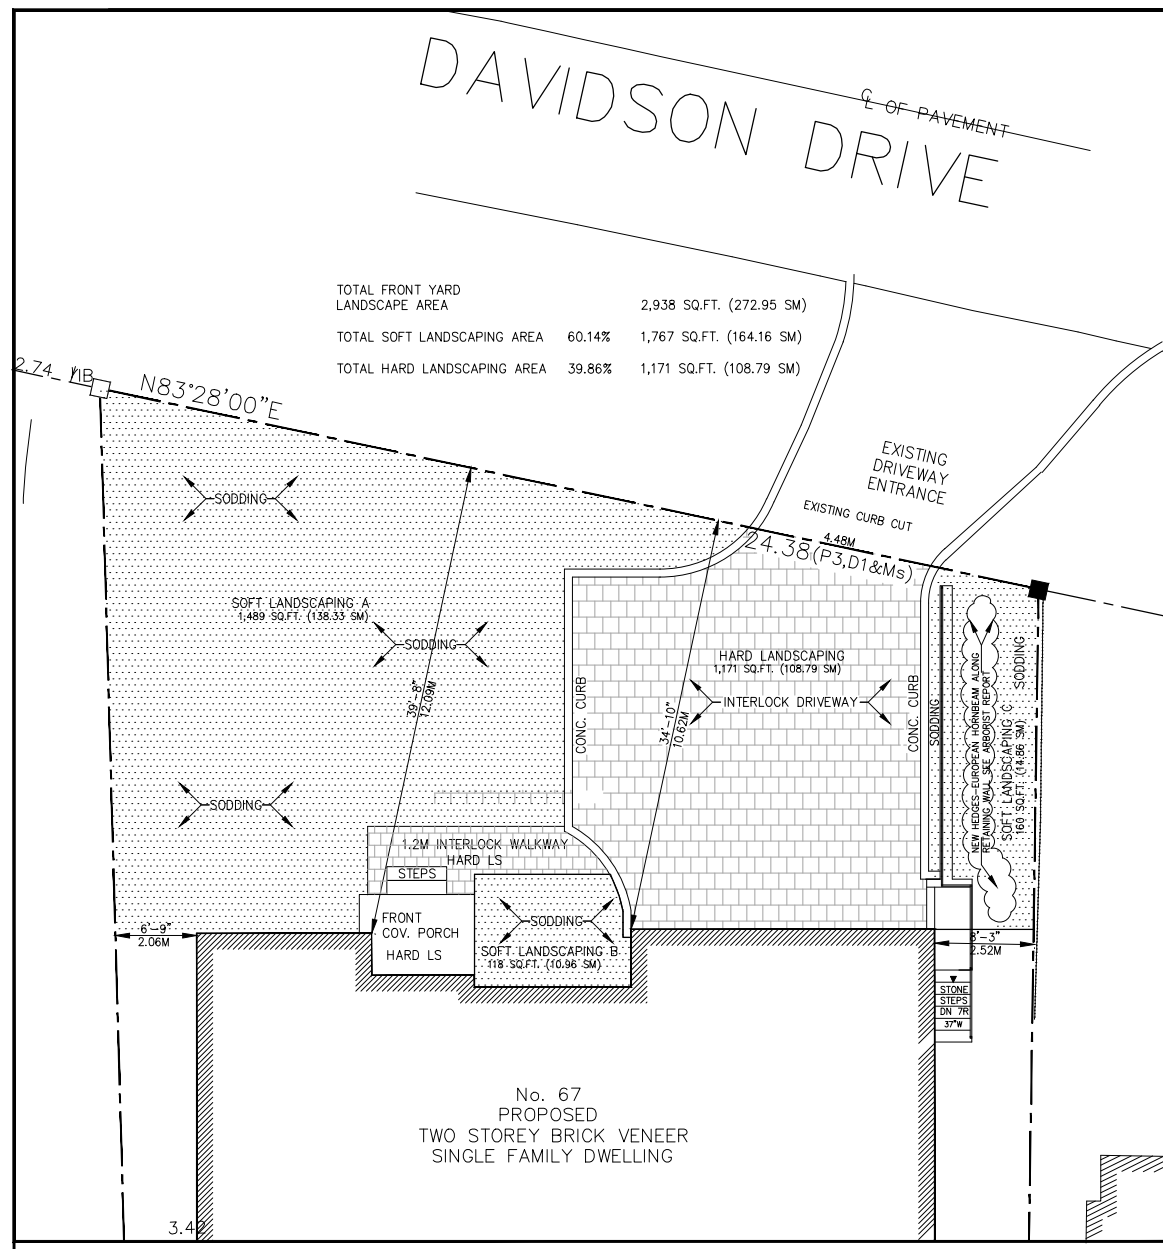 DAVIDSON DRIVE
℄ OF PAVEMENT
TOTAL FRONT YARD
LANDSCAPE AREA 2,938 SQ.FT. (272.95 SM)
TOTAL SOFT LANDSCAPING AREA 60.14% 1,767 SQ.FT. (164.16 SM)
TOTAL HARD LANDSCAPING AREA 39.86% 1,171 SQ.FT. (108.79 SM)
2.74
IB
N83°28'00"E
EXISTING
DRIVEWAY
ENTRANCE
EXISTING CURB CUT
4.48M
24.38(P3,D1&Ms)
SODDING
SOFT LANDSCAPING A
1,489 SQ.FT. (138.33 SM)
SODDING
39'-8"
12.09M
SODDING
CONC. CURB
34'-10"
10.62M
HARD LANDSCAPING
1,171 SQ.FT. (108.79 SM)
INTERLOCK DRIVEWAY
CONC. CURB
SODDING
NEW HEDGES-EUROPEAN HORNBEAM ALONG
RETAINING WALL SEE ARBORIST REPORT
SOFT LANDSCAPING C
160 SQ.FT. (14.86 SM)
SODDING
1.2M INTERLOCK WALKWAY
HARD LS
STEPS
FRONT
COV. PORCH
HARD LS
SODDING
SOFT LANDSCAPING B
118 SQ.FT. (10.96 SM)
6'-9"
2.06M
8'-3"
2.52M
STONE
STEPS
DN 7R
37"W
No. 67
PROPOSED
TWO STOREY BRICK VENEER
SINGLE FAMILY DWELLING
3.42